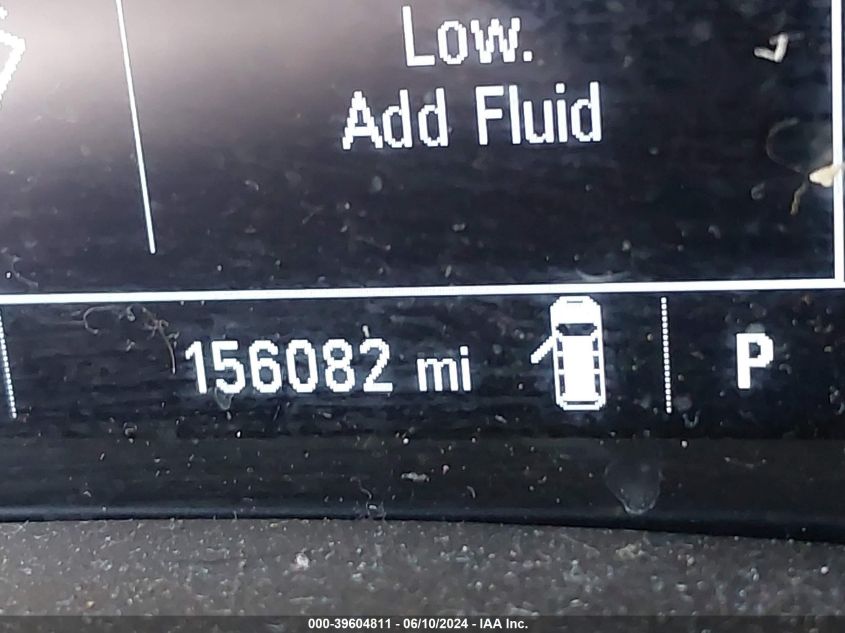 Low.
Add Fluid
156082 mi P
000-39604811 - 06/10/2024 - IAA Inc.